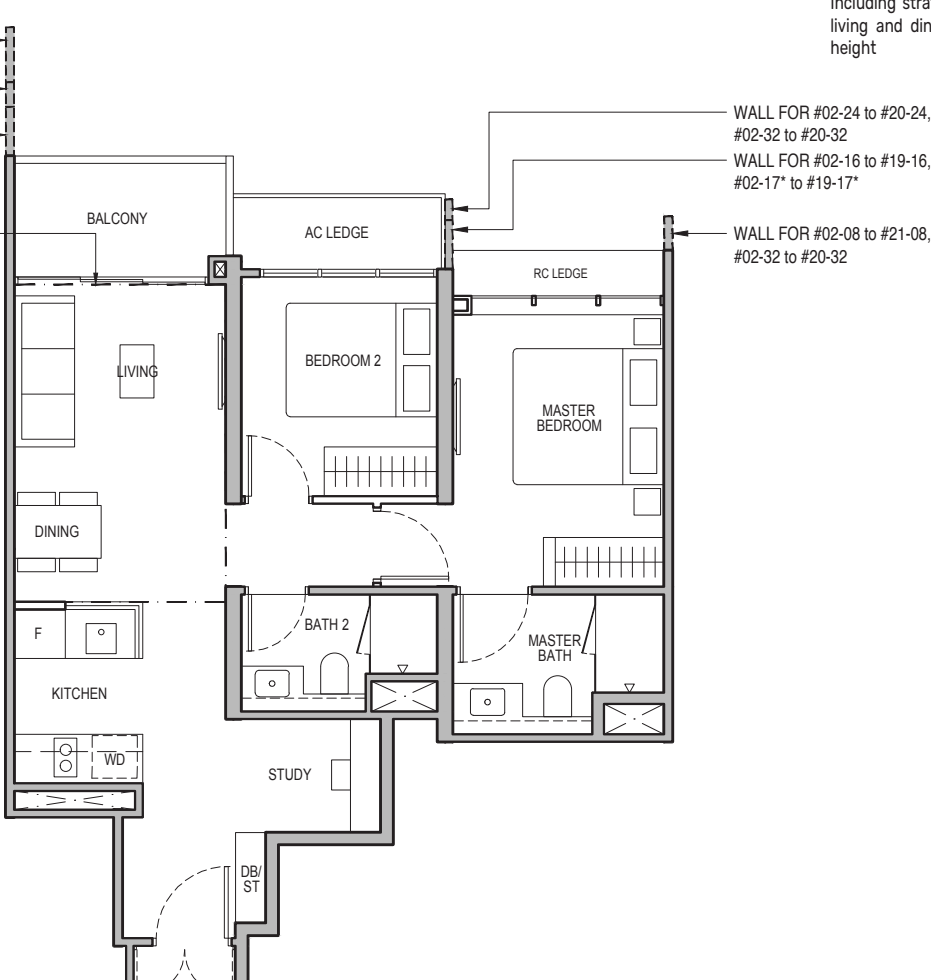 including stra
living and din
height
WALL FOR #02-24 to #20-24,
#02-32 to #20-32
WALL FOR #02-16 to #19-16,
#02-17* to #19-17*
WALL FOR #02-08 to #21-08,
#02-32 to #20-32
BALCONY
AC LEDGE
RC LEDGE
LIVING
BEDROOM 2
MASTER
BEDROOM
DINING
F
BATH 2
MASTER
BATH
KITCHEN
WD
STUDY
DB/
ST